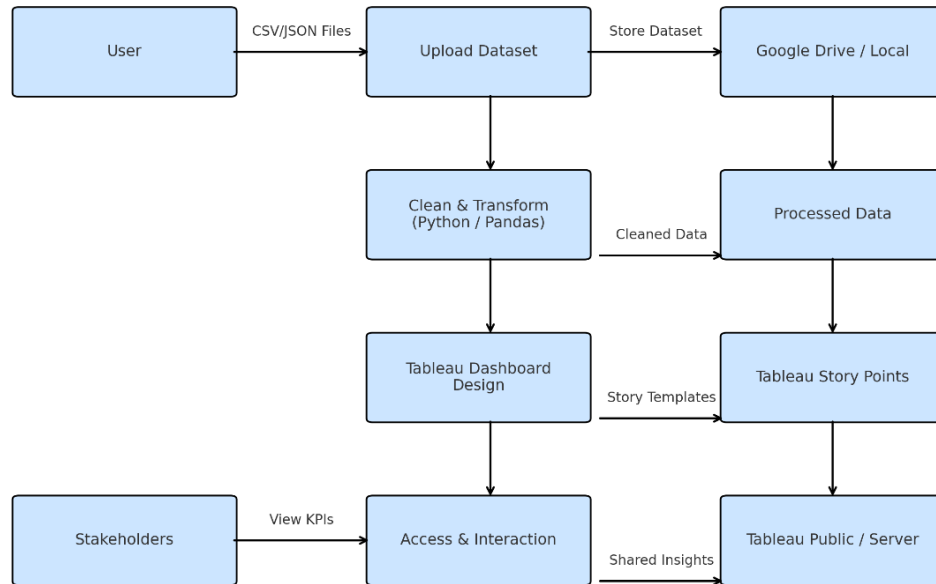 User
CSV/JSON Files
Upload Dataset
Store Dataset
Google Drive / Local
Clean & Transform
(Python / Pandas)
Cleaned Data
Processed Data
Tableau Dashboard
Design
Story Templates
Tableau Story Points
Stakeholders
View KPIs
Access & Interaction
Shared Insights
Tableau Public / Server